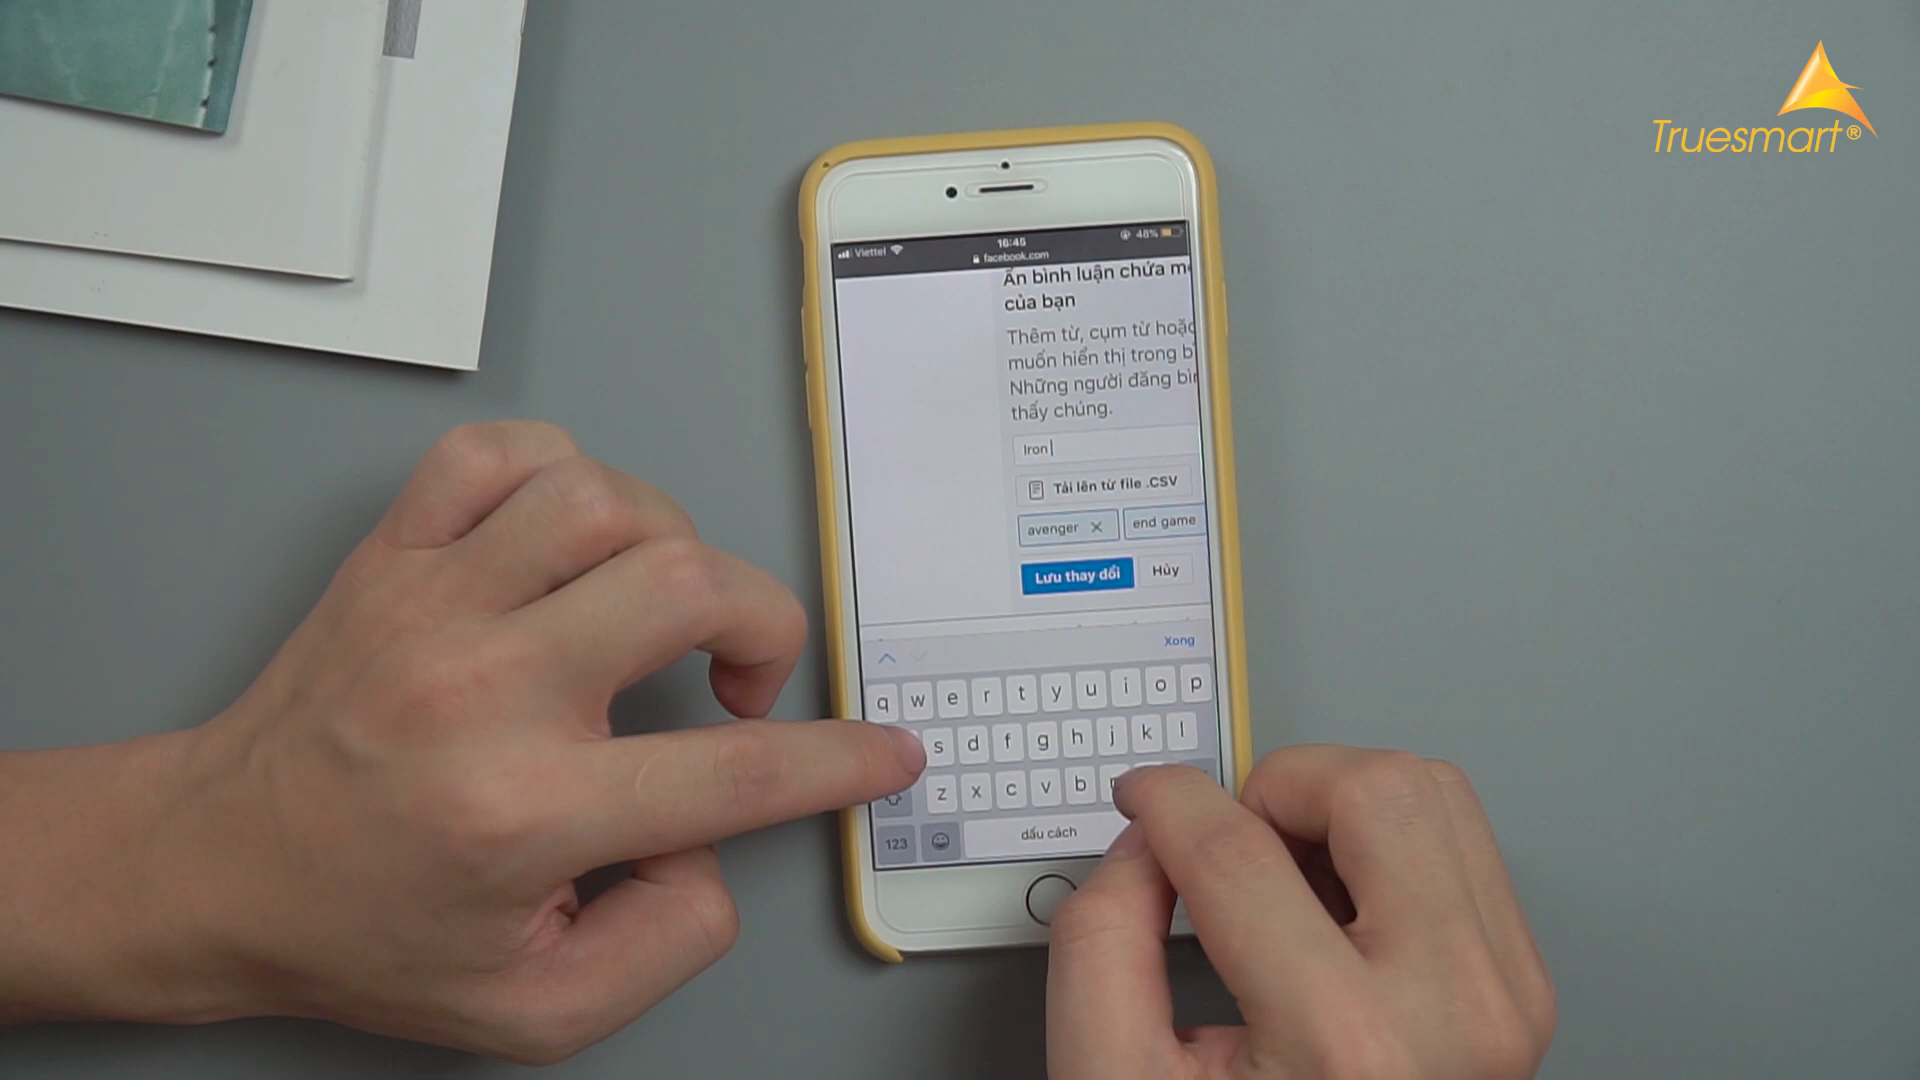 Truesmart®
Viettel
16:45
48%
facebook.com
Ẩn bình luận chứa
của bạn
Thêm từ, cụm từ hoặc
muốn hiển thị trong
Những người đăng
thấy chúng.
Iron
Tải lên từ file .CSV
avenger
end game
Lưu thay đổi
Hủy
Xong
q w e r t y u i o p
s d f g h j k l
z x c v b
123
dấu cách